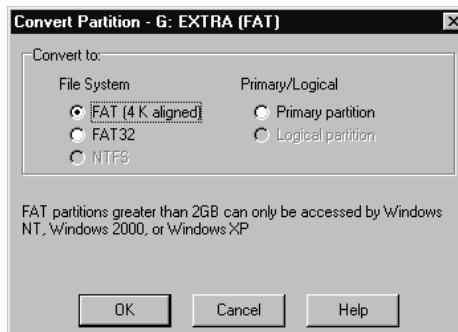 Convert Partition - G: EXTRA (FAT)
Convert to:
File System
Primary/Logical
FAT (4 K aligned)
Primary partition
FAT32
Logical partition
NTFS
FAT partitions greater than 2GB can only be accessed by Windows
NT, Windows 2000, or Windows XP
OK
Cancel
Help